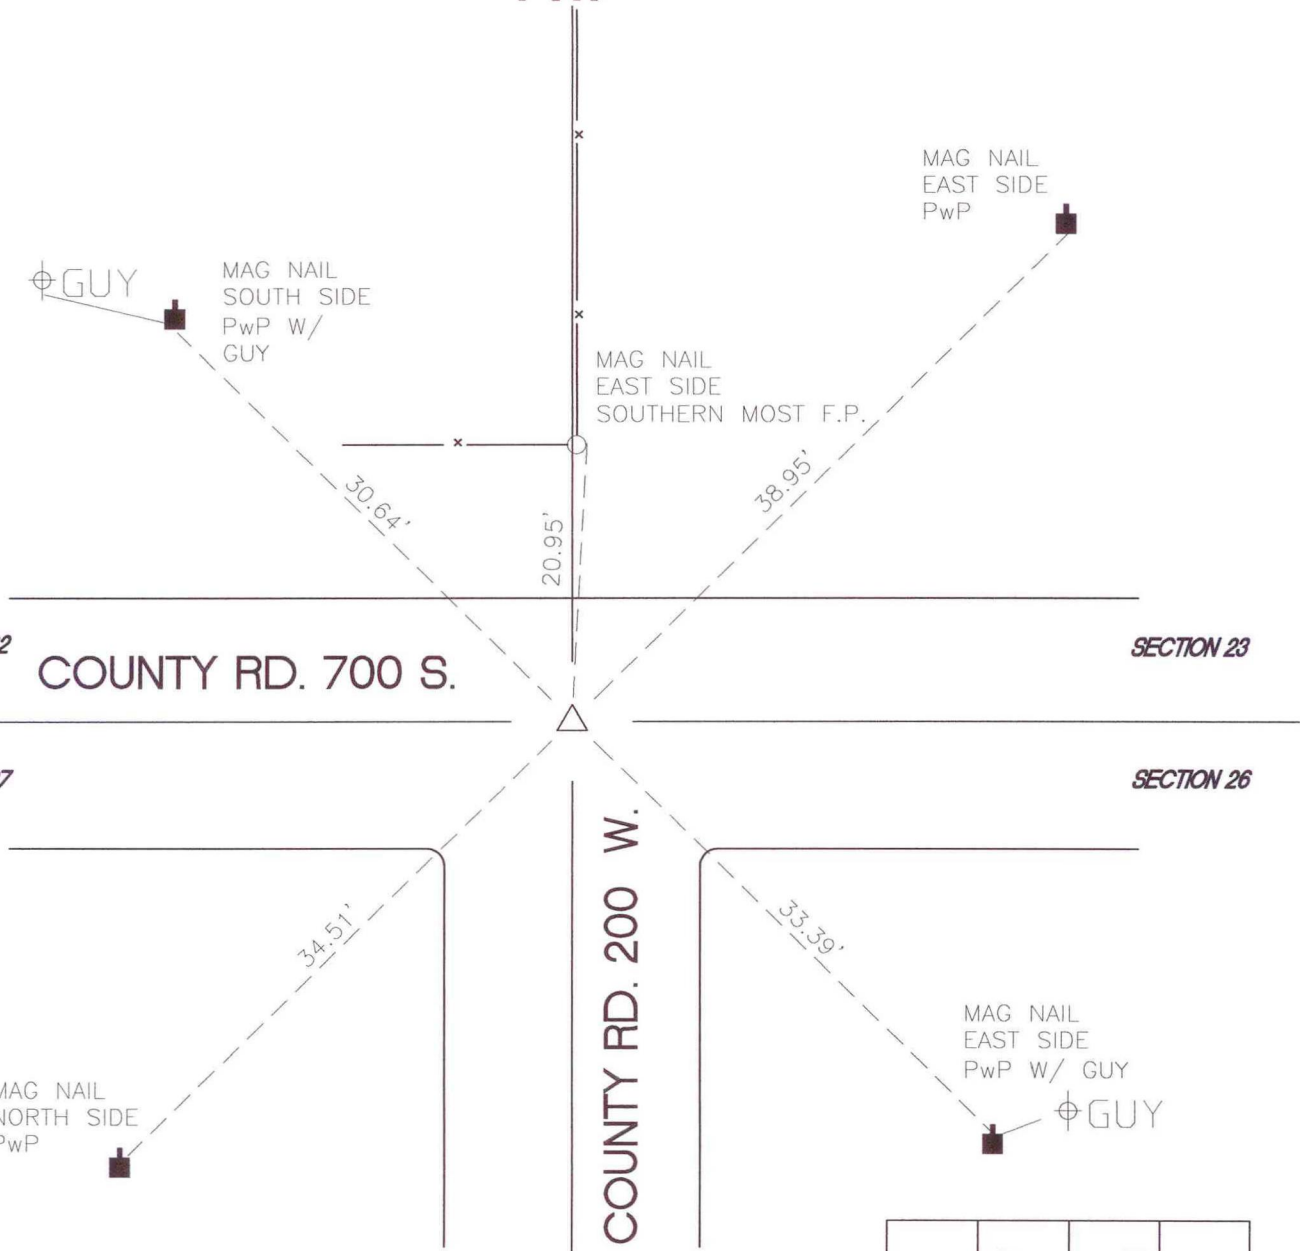 MAG NAIL
EAST SIDE
PwP
GUY
MAG NAIL
SOUTH SIDE
PwP W/
GUY
MAG NAIL
EAST SIDE
SOUTHERN MOST F.P.
30.64'
20.95'
38.95'
2
COUNTY RD. 700 S.
SECTION 23
7
SECTION 26
COUNTY RD. 200 W.
34.51'
33.39'
MAG NAIL
EAST SIDE
PwP W/ GUY
GUY
MAG NAIL
NORTH SIDE
PwP